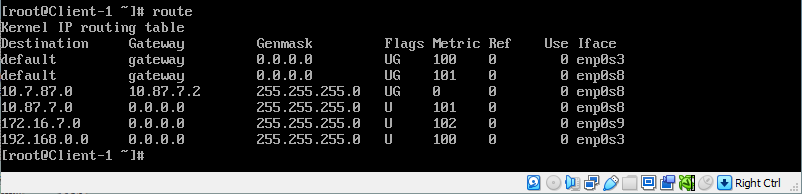 [root@Client-1 ~]# route
Kernel IP routing table
Destination Gateway Genmask Flags Metric Ref Use Iface
default gateway 0.0.0.0 UG 100 0 0 enp0s3
default gateway 0.0.0.0 UG 101 0 0 enp0s8
10.7.87.0 10.87.7.2 255.255.255.0 UG 0 0 0 enp0s8
10.87.7.0 0.0.0.0 255.255.255.0 U 101 0 0 enp0s8
172.16.7.0 0.0.0.0 255.255.255.0 U 102 0 0 enp0s9
192.168.0.0 0.0.0.0 255.255.255.0 U 100 0 0 enp0s3
[root@Client-1 ~]#
Right Ctrl